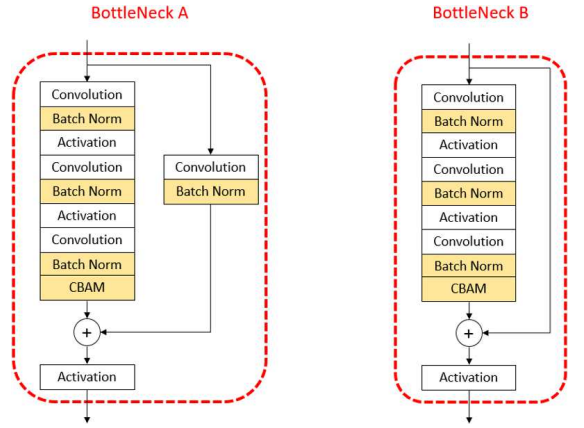 BottleNeck A
Convolution
Batch Norm
Activation
Convolution
Batch Norm
Activation
Convolution
Batch Norm
CBAM
Convolution
Batch Norm
+
Activation
BottleNeck B
Convolution
Batch Norm
Activation
Convolution
Batch Norm
Activation
Convolution
Batch Norm
CBAM
+
Activation